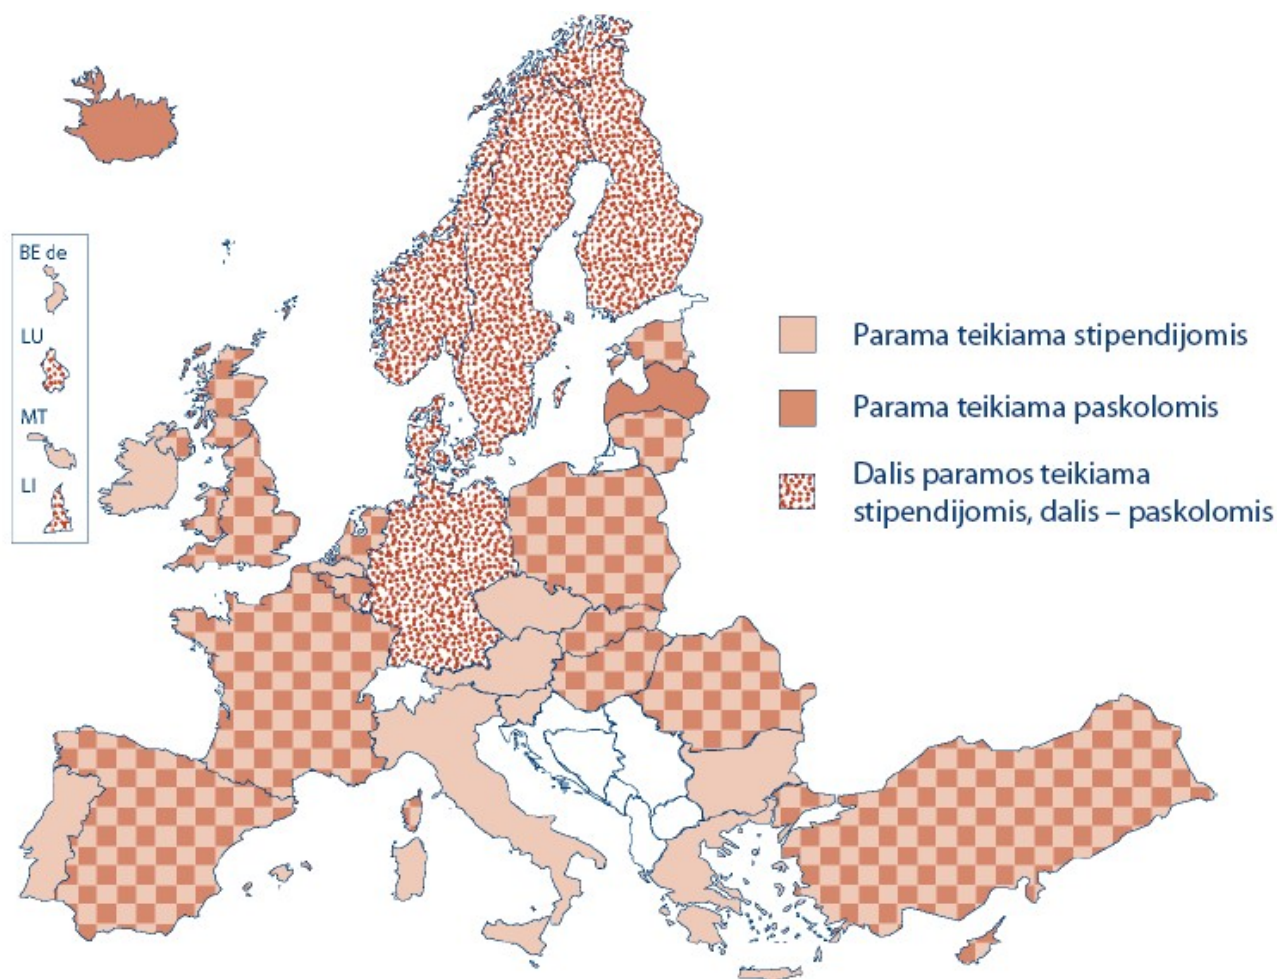 BE de
LU
MT
LI
Parama teikiama stipendijomis
Parama teikiama paskolomis
Dalis paramos teikiama
stipendijomis, dalis – paskolomis